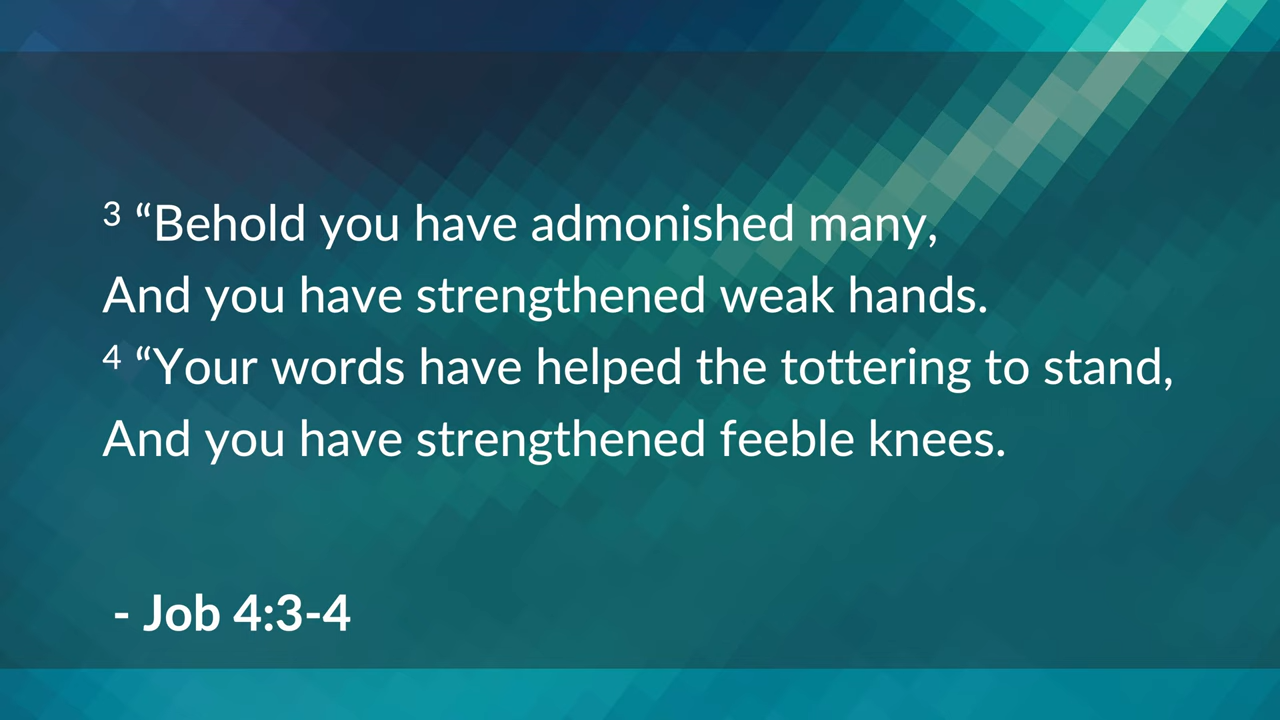 3 “Behold you have admonished many,
And you have strengthened weak hands.
4 “Your words have helped the tottering to stand,
And you have strengthened feeble knees.
- Job 4:3-4